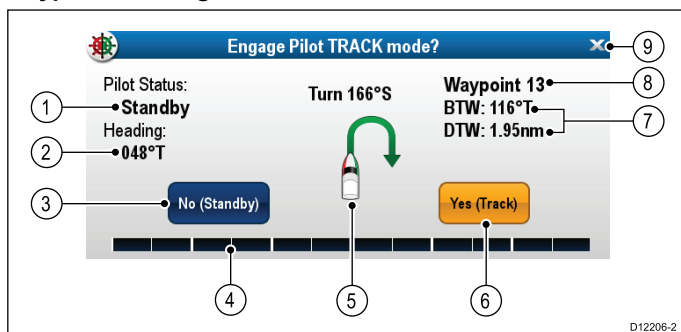 Engage Pilot TRACK mode?
9
Pilot Status:
Standby
Heading:
048°T
Turn 166°S
Waypoint 13
BTW: 116°T
DTW: 1.95nm
1
2
8
7
3
No (Standby)
Yes (Track)
4
5
6
D12206-2